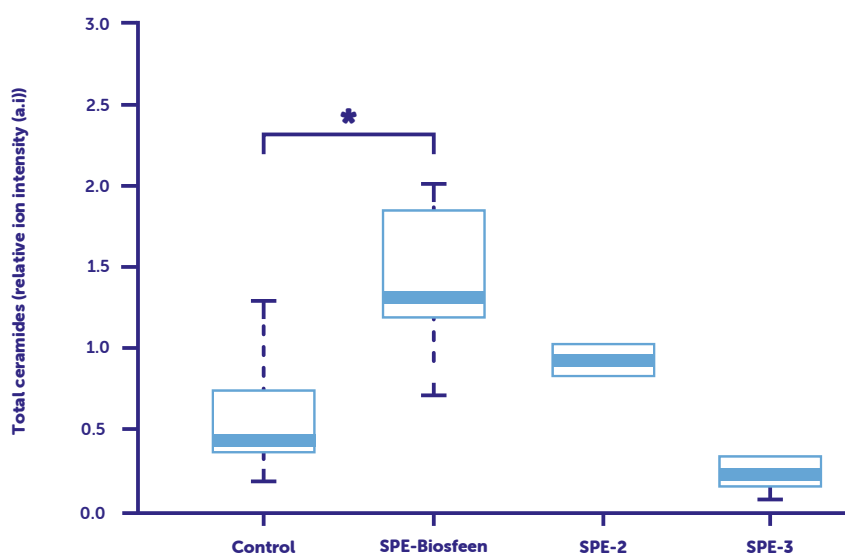 Total ceramides (relative ion intensity (a.i))
3.0
2.5
2.0
1.5
1.0
0.5
0.0
*
Control
SPE-Biosfeen
SPE-2
SPE-3